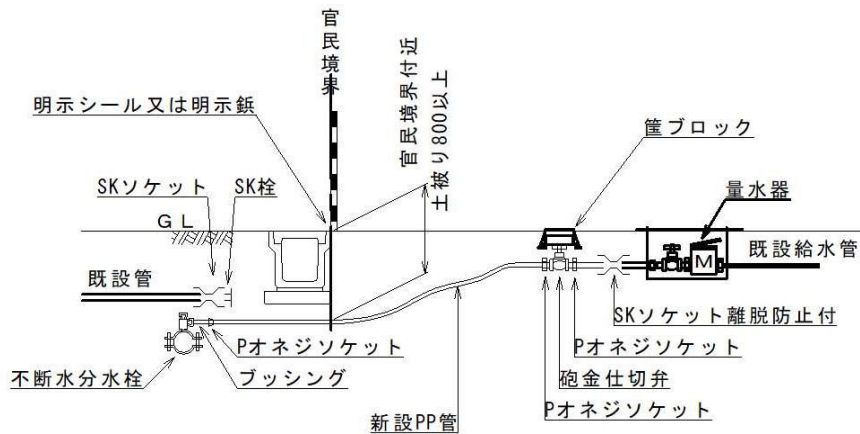 官民境界
官民境界付近
土被り800以上
明示シール又は明示鋲
筺ブロック
SKソケット
SK栓
量水器
GL
既設管
M
既設給水管
SKソケット離脱防止付
Pオネジソケット
Pオネジソケット
不断水分水栓
ブッシング
砲金仕切弁
Pオネジソケット
新設PP管